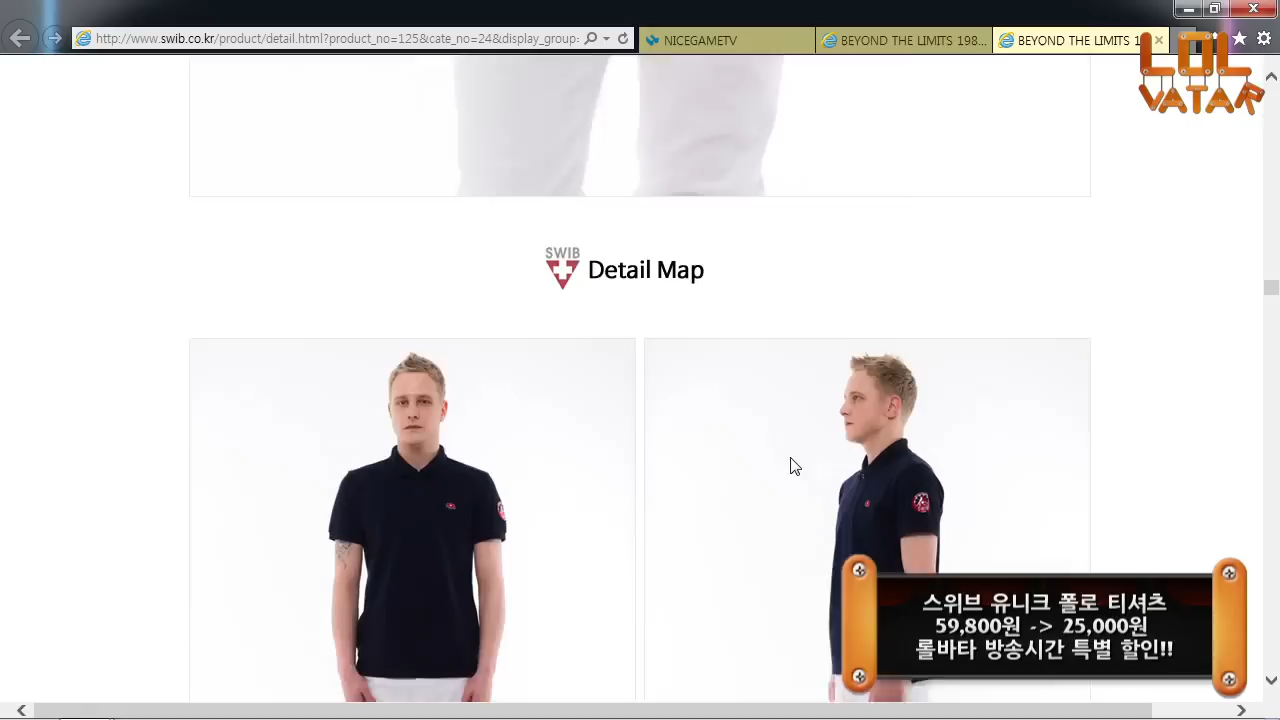 http://www.swib.co.kr/product/detail.html?product_no=125&cate_no=24&display_group=
NICEGAMETV
BEYOND THE LIMITS 198...
BEYOND THE LIMITS 1
LOL
VATAR
SWIB
Detail Map
스위브 유니크 폴로 티셔츠
59,800원 -> 25,000원
롤바타 방송시간 특별 할인!!